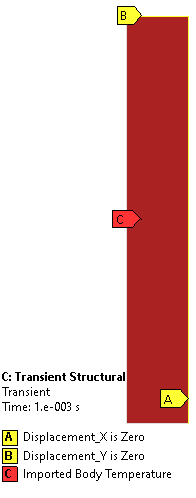 B
C
A
C: Transient Structural
Transient
Time: 1.e-003 s
A Displacement_X is Zero
B Displacement_Y is Zero
C Imported Body Temperature